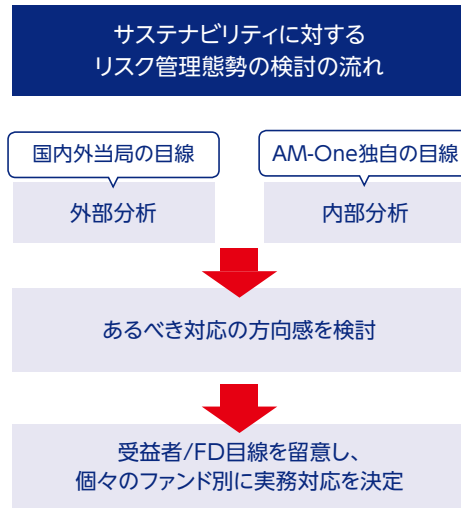 サステナビリティに対する
リスク管理態勢の検討の流れ
国内外当局の目線
AM-One独自の目線
外部分析
内部分析
あるべき対応の方向感を検討
受益者/FD目線を留意し、
個々のファンド別に実務対応を決定